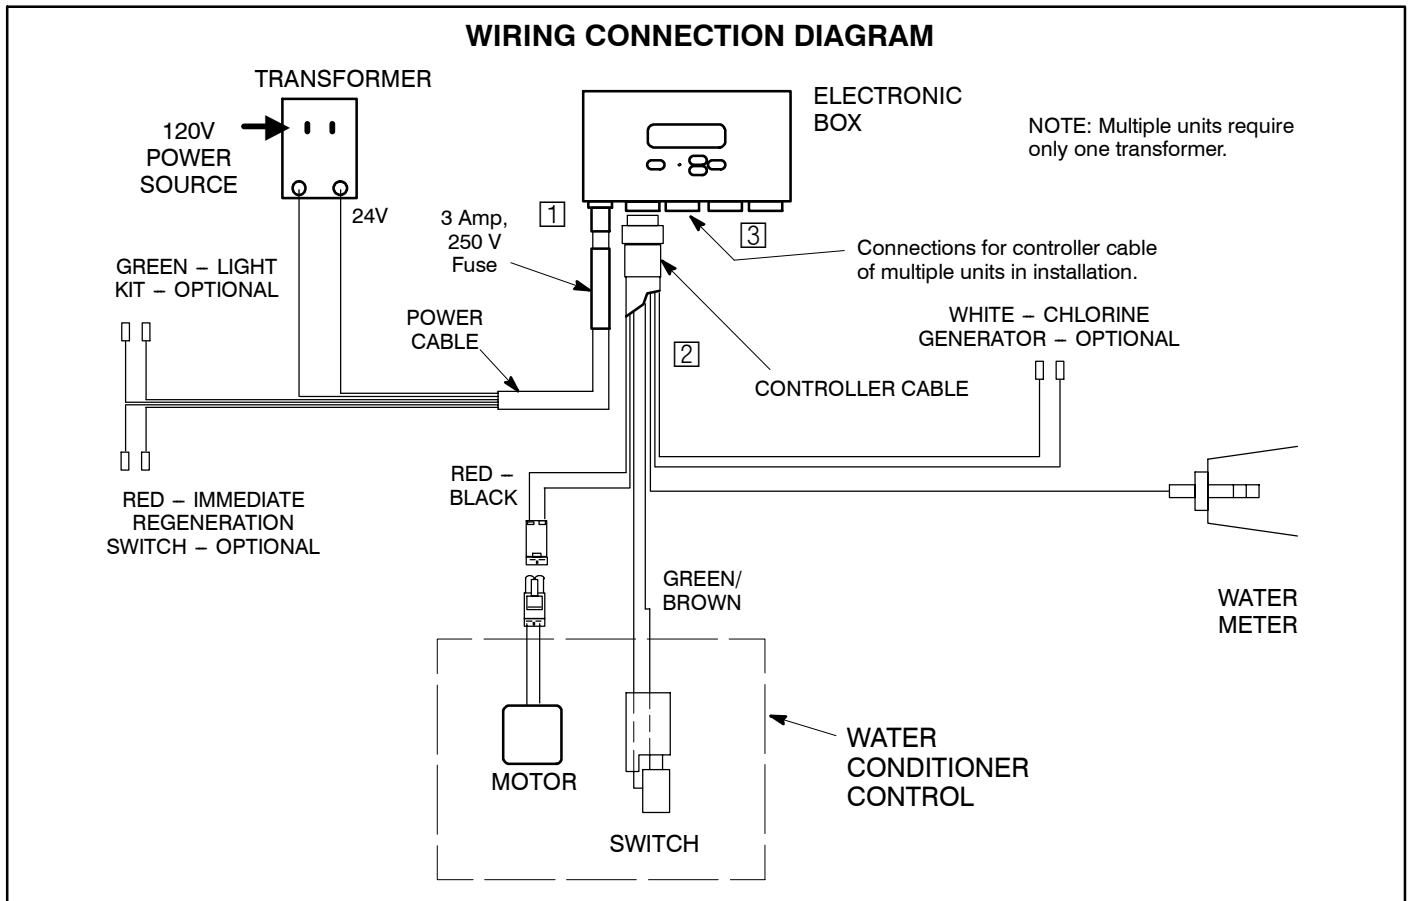 WIRING CONNECTION DIAGRAM
TRANSFORMER
120V
POWER
SOURCE
24V
ELECTRONIC
BOX
NOTE: Multiple units require
only one transformer.
1
3 Amp,
250 V
Fuse
3
Connections for controller cable
of multiple units in installation.
GREEN – LIGHT
KIT – OPTIONAL
POWER
CABLE
2
CONTROLLER CABLE
WHITE – CHLORINE
GENERATOR – OPTIONAL
RED – IMMEDIATE
REGENERATION
SWITCH – OPTIONAL
RED –
BLACK
GREEN/
BROWN
WATER
METER
MOTOR
SWITCH
WATER
CONDITIONER
CONTROL